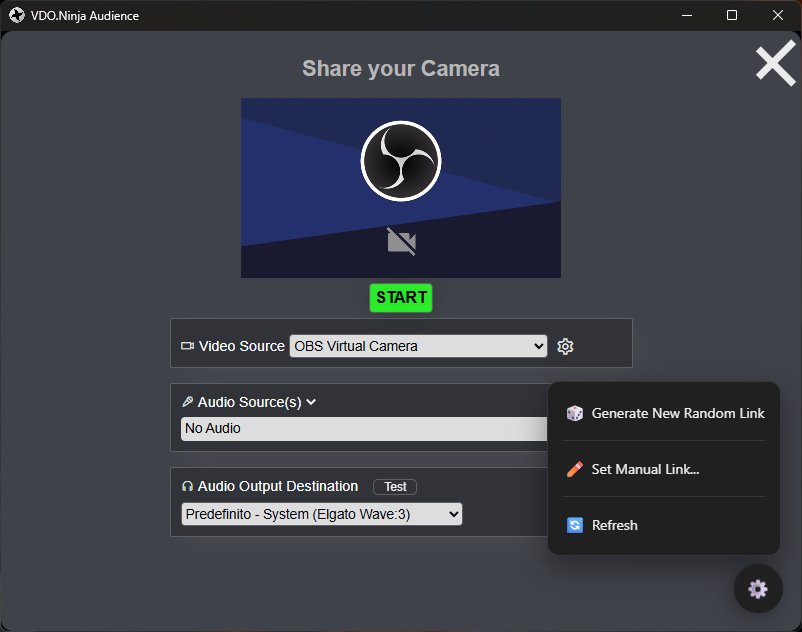 VDO.Ninja Audience
Share your Camera
START
Video Source
OBS Virtual Camera
Audio Source(s)
No Audio
Audio Output Destination
Test
Predefinito - System (Elgato Wave:3)
Generate New Random Link
Set Manual Link...
Refresh